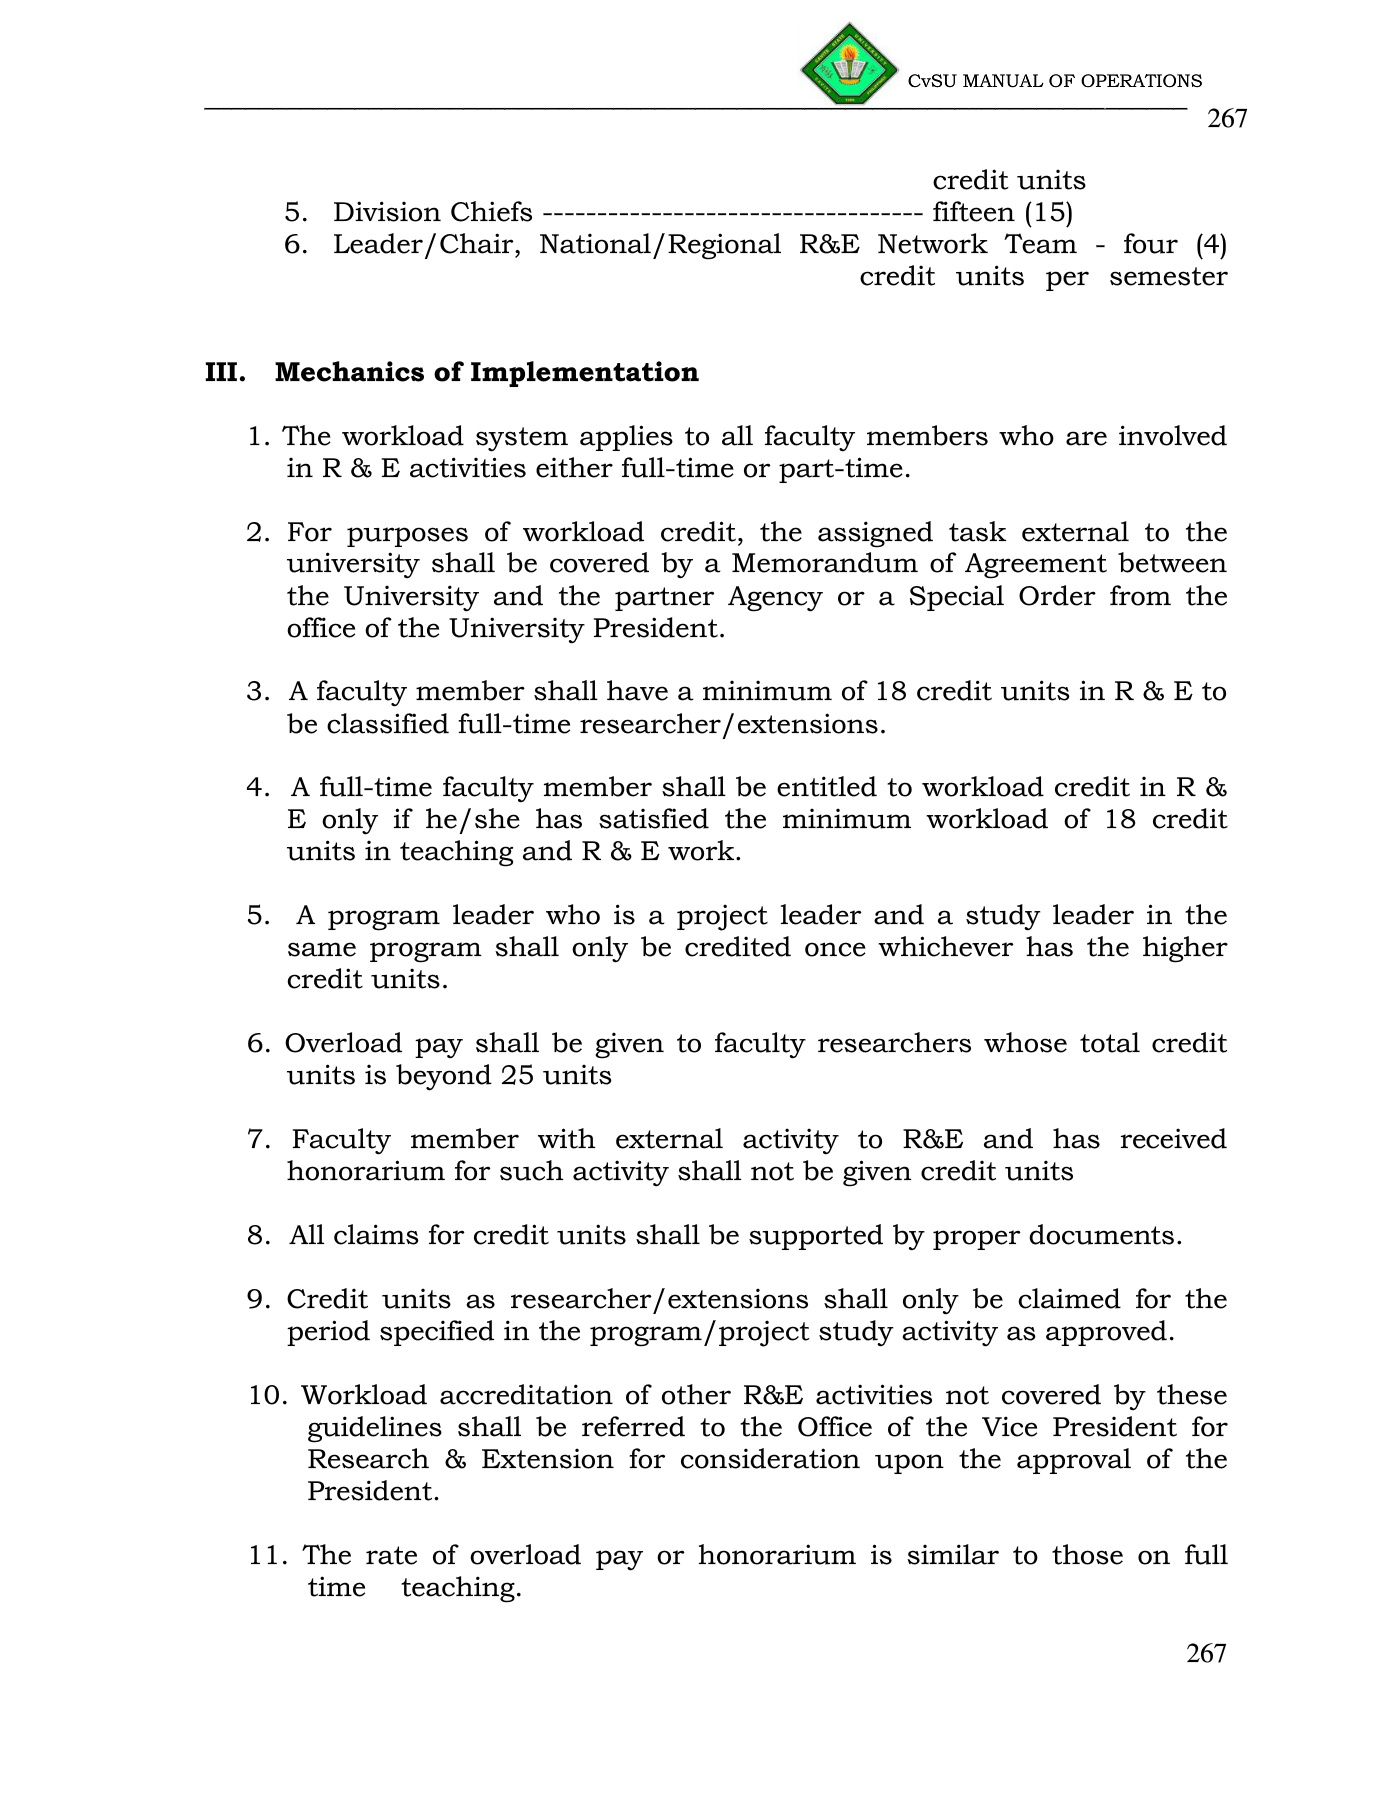 CvSU MANUAL OF OPERATIONS
267
credit units
5. Division Chiefs ----------------------------------- fifteen (15)
6. Leader/Chair, National/Regional R&E Network Team - four (4)
credit units per semester
III. Mechanics of Implementation
1. The workload system applies to all faculty members who are involved
in R & E activities either full-time or part-time.
2. For purposes of workload credit, the assigned task external to the
university shall be covered by a Memorandum of Agreement between
the University and the partner Agency or a Special Order from the
office of the University President.
3. A faculty member shall have a minimum of 18 credit units in R & E to
be classified full-time researcher/extensions.
4. A full-time faculty member shall be entitled to workload credit in R &
E only if he/she has satisfied the minimum workload of 18 credit
units in teaching and R & E work.
5. A program leader who is a project leader and a study leader in the
same program shall only be credited once whichever has the higher
credit units.
6. Overload pay shall be given to faculty researchers whose total credit
units is beyond 25 units
7. Faculty member with external activity to R&E and has received
honorarium for such activity shall not be given credit units
8. All claims for credit units shall be supported by proper documents.
9. Credit units as researcher/extensions shall only be claimed for the
period specified in the program/project study activity as approved.
10. Workload accreditation of other R&E activities not covered by these
guidelines shall be referred to the Office of the Vice President for
Research & Extension for consideration upon the approval of the
President.
11. The rate of overload pay or honorarium is similar to those on full
time teaching.
267